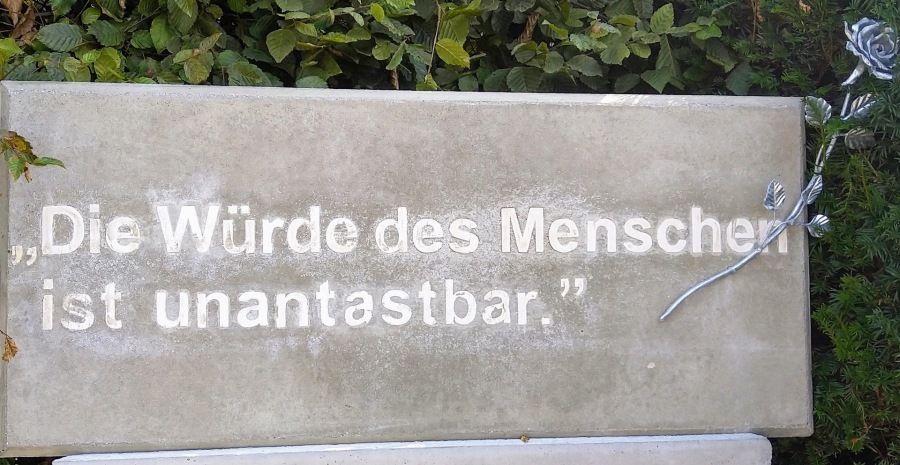 „Die Würde des Menschen
ist unantastbar.”